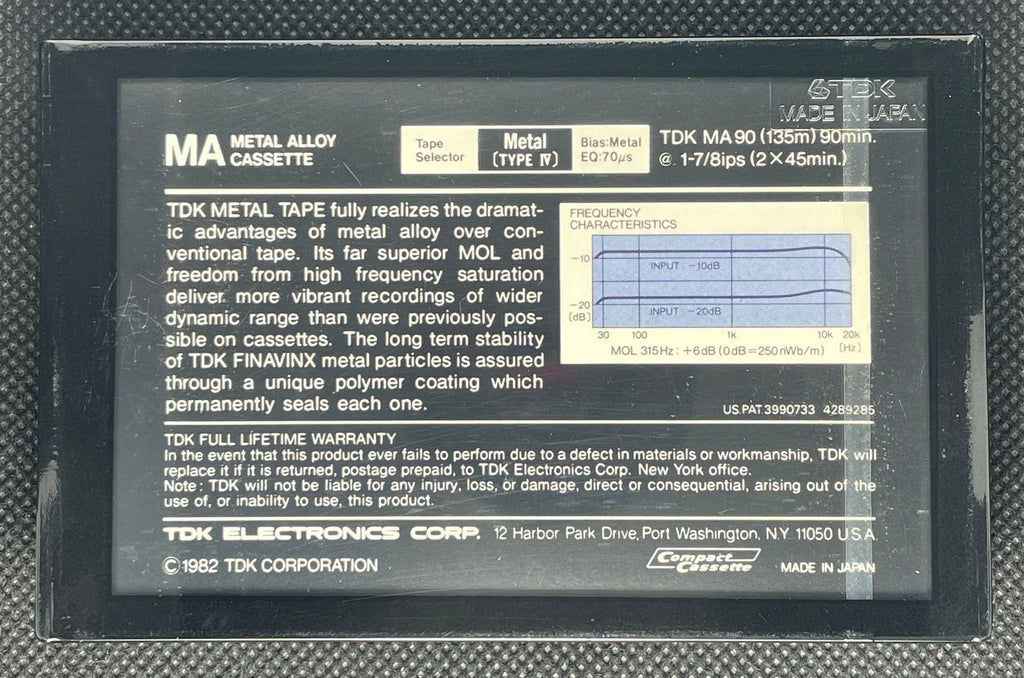 TDK
MADE IN JAPAN
MA METAL ALLOY
CASSETTE
Tape
Selector
Metal
(TYPE IV)
Bias:Metal
EQ:70μs
TDK MA90 (135m) 90min.
@ 1-7/8ips (2×45min.)
TDK METAL TAPE fully realizes the dramat-
ic advantages of metal alloy over con-
ventional tape. Its far superior MOL and
freedom from high frequency saturation
deliver more vibrant recordings of wider
dynamic range than were previously pos-
sible on cassettes. The long term stability
of TDK FINAVINX metal particles is assured
through a unique polymer coating which
permanently seals each one.
FREQUENCY
CHARACTERISTICS
-10
INPUT : -10dB
-20
(dB)
INPUT : -20dB
30 100 1k 10k 20k
(Hz)
MOL 315Hz: +6dB (0dB=250nWb/m)
US.PAT.3990733 4289285
TDK FULL LIFETIME WARRANTY
In the event that this product ever fails to perform due to a defect in materials or workmanship, TDK will
replace it if it is returned, postage prepaid, to TDK Electronics Corp. New York office.
Note: TDK will not be liable for any injury, loss, or damage, direct or consequential, arising out of the
use of, or inability to use, this product.
TDK ELECTRONICS CORP. 12 Harbor Park Drive, Port Washington, N.Y. 11050 U.S.A.
©1982 TDK CORPORATION
Compact
Cassette
MADE IN JAPAN